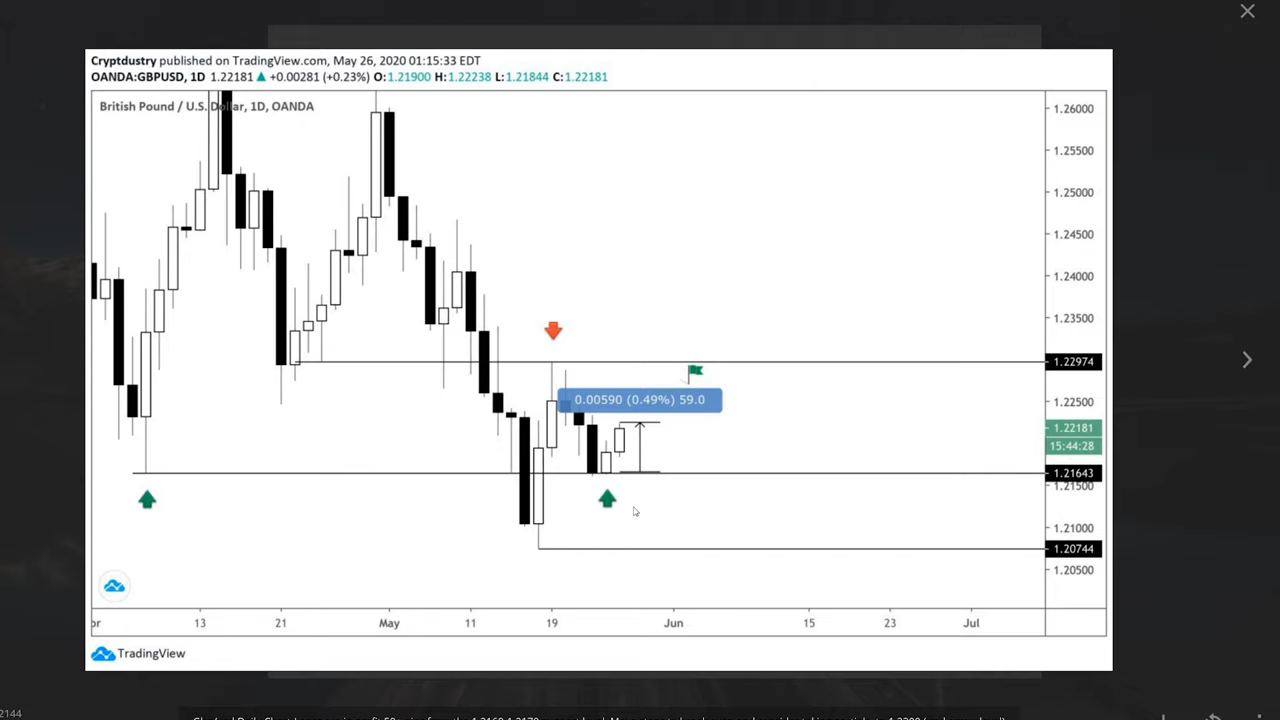 Cryptdustry published on TradingView.com, May 26, 2020 01:15:33 EDT
OANDA:GBPUSD, 1D 1.22181 ▲ +0.00281 (+0.23%) O:1.21900 H:1.22238 L:1.21844 C:1.22181
British Pound / U.S. Dollar, 1D, OANDA
1.26000
1.25500
1.25000
1.24500
1.24000
1.23500
1.22974
0.00590 (0.49%) 59.0
1.22500
1.22181
15:44:28
1.21643
1.21500
1.21000
1.20744
1.20500
or 13 21 May 11 19 Jun 15 23 Jul
TradingView
2144